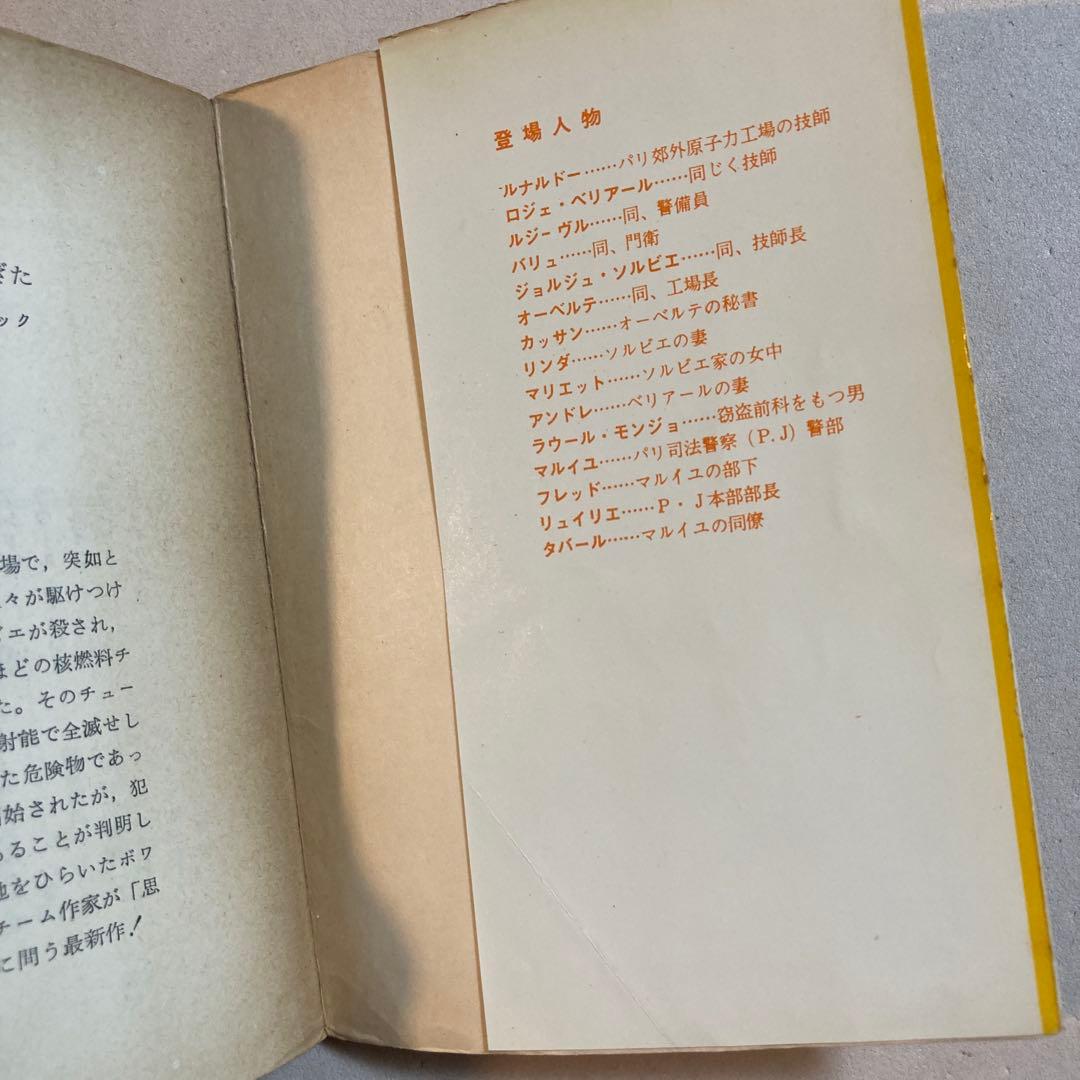 ぎた
ック
場で，突如と
々が駆けつけ
エが殺され，
ほどの核燃料チ
た。そのチュー
射能で全滅せし
た危険物であっ
始されたが，犯
ることが判明し
地をひらいたボワ
チーム作家が「思
に間う最新作！
登場人物
ルナルドー……パリ郊外原子力工場の技師
ロジェ・ベリアール……同じく技師
ルジーヴル……同、警備員
バリュ……同、門衛
ジョルジュ・ソルビエ……同、技師長
オーベルテ……同、工場長
カッサン……オーベルテの秘書
リンダ……ソルビエの妻
マリエット……ソルビエ家の女中
アンドレ……ベリアールの妻
ラウール・モンジョ……窃盗前科をもつ男
マルイユ……パリ司法警察（P.J）警部
フレッド……マルイユの部下
リュイリエ……P・J本部部長
タバール……マルイユの同僚